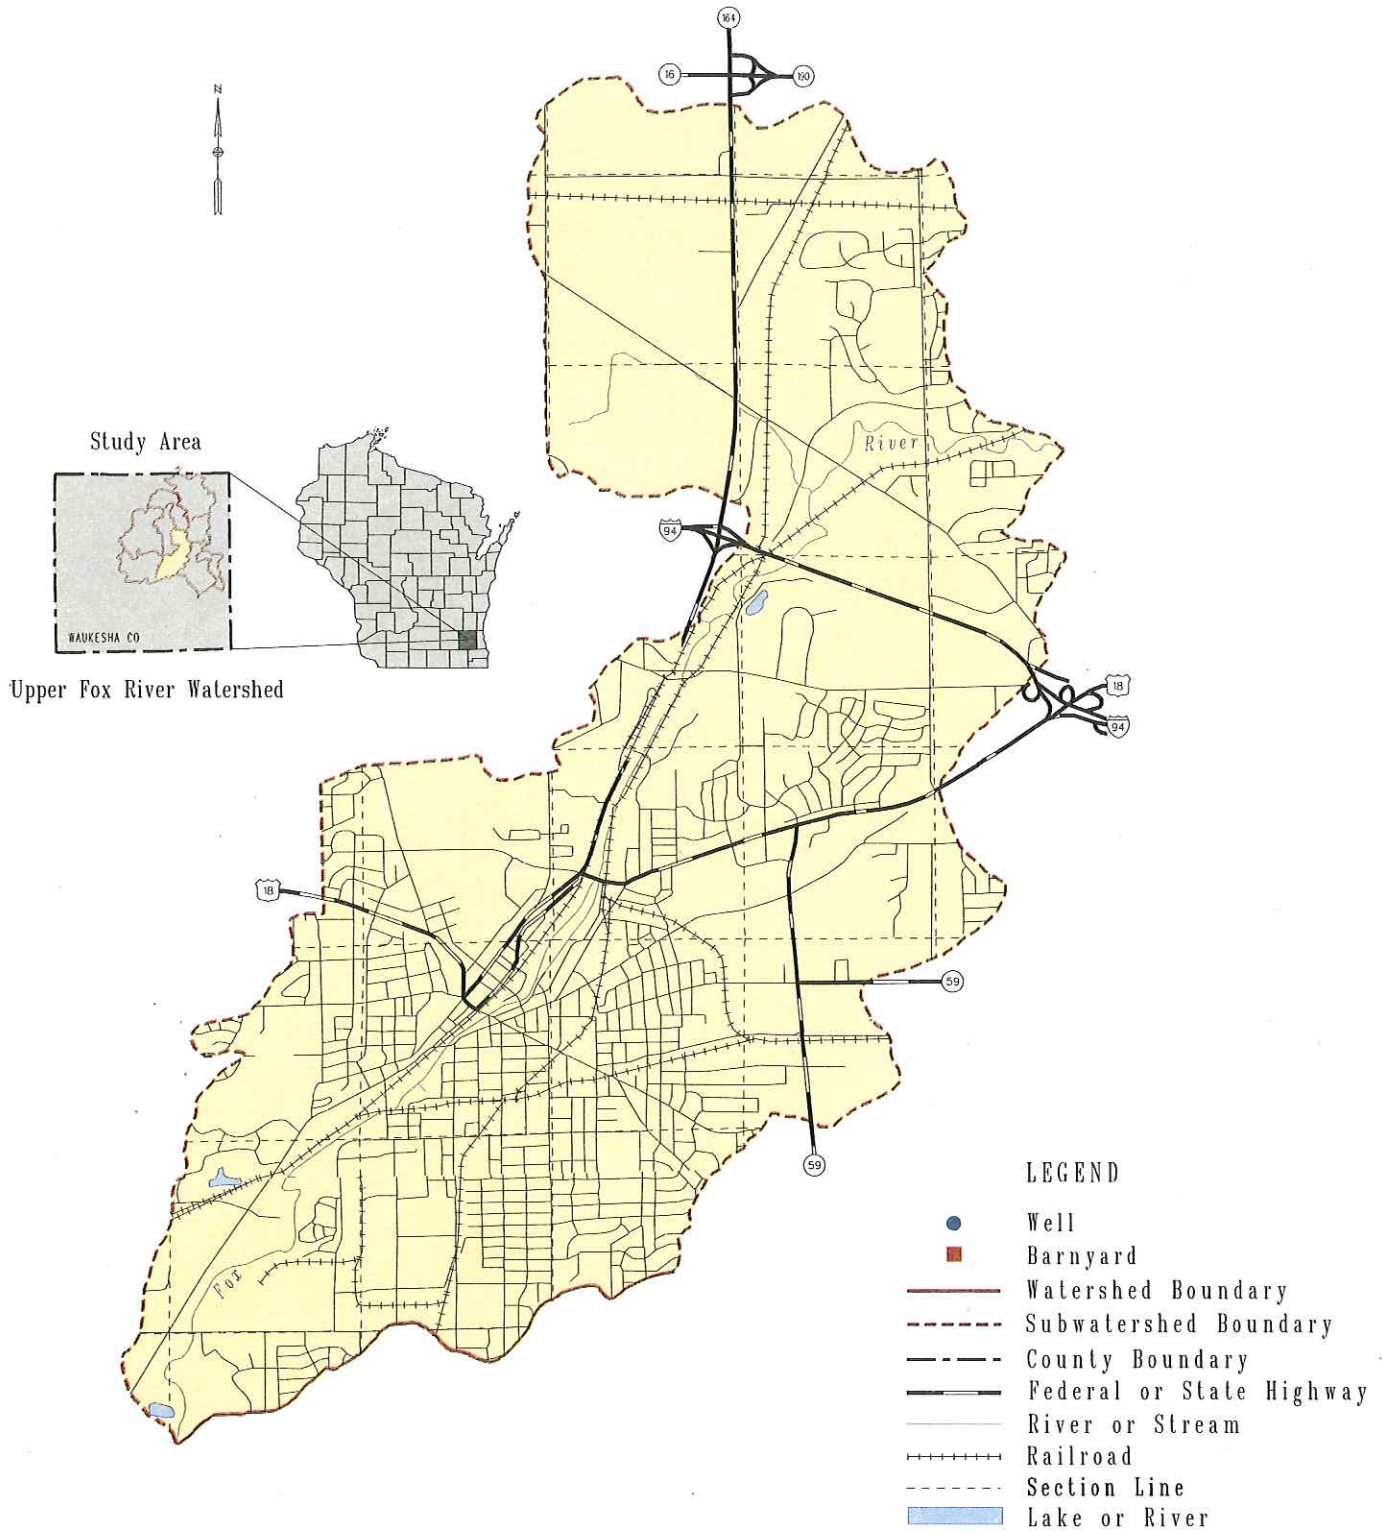 164
16
190
N
River
Study Area
94
WAUKESHA CO
18
Upper Fox River Watershed
94
18
59
59
Fox
LEGEND
Well
Barnyard
Watershed Boundary
Subwatershed Boundary
County Boundary
Federal or State Highway
River or Stream
Railroad
Section Line
Lake or River